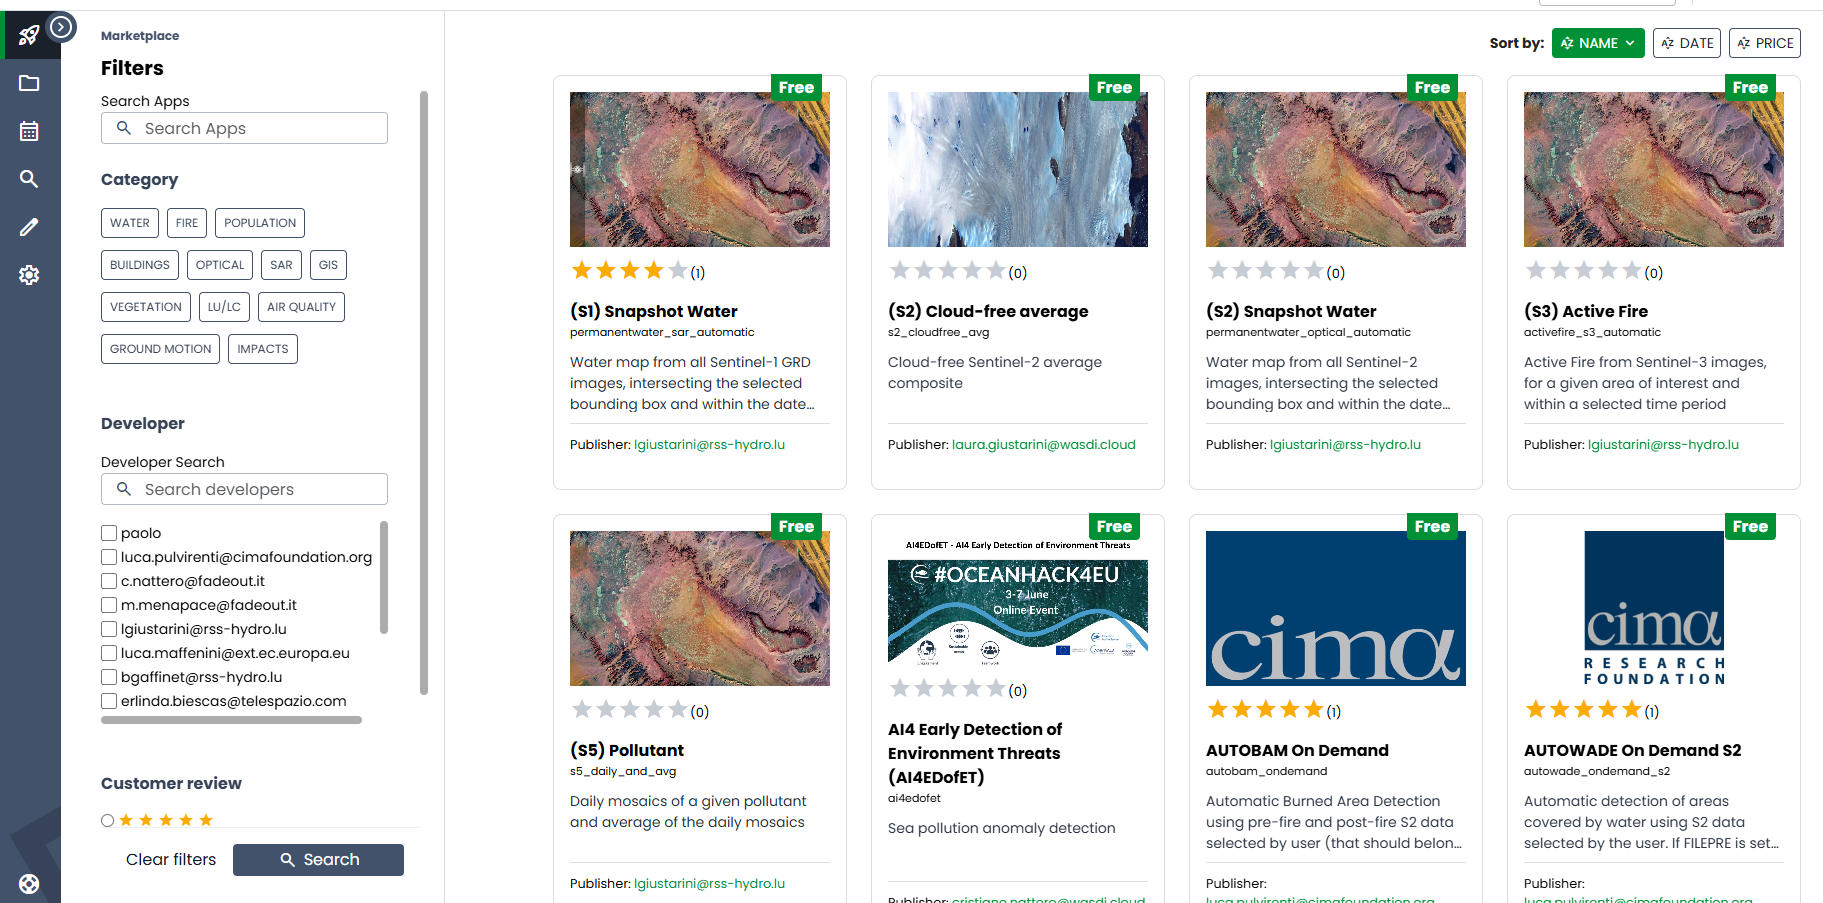 Marketplace
Filters
Search Apps
Search Apps
Category
WATER
FIRE
POPULATION
BUILDINGS
OPTICAL
SAR
GIS
VEGETATION
LU/LC
AIR QUALITY
GROUND MOTION
IMPACTS
Developer
Developer Search
Search developers
paolo
luca.pulvirenti@cimafoundation.org
c.nattero@fadeout.it
m.menapace@fadeout.it
lgiustarini@rss-hydro.lu
luca.maffenini@ext.ec.europa.eu
bgaffinet@rss-hydro.lu
erlinda.biescas@telespazio.com
Customer review
Clear filters
Search
Sort by:
NAME
DATE
PRICE
Free
(1)
(S1) Snapshot Water
permanentwater_sar_automatic
Water map from all Sentinel-1 GRD
images, intersecting the selected
bounding box and within the date...
Publisher: lgiustarini@rss-hydro.lu
Free
(0)
(S2) Cloud-free average
s2_cloudfree_avg
Cloud-free Sentinel-2 average
composite
Publisher: laura.giustarini@wasdi.cloud
Free
(0)
(S2) Snapshot Water
permanentwater_optical_automatic
Water map from all Sentinel-2
images, intersecting the selected
bounding box and within the date...
Publisher: lgiustarini@rss-hydro.lu
Free
(0)
(S3) Active Fire
activefire_s3_automatic
Active Fire from Sentinel-3 images,
for a given area of interest and
within a selected time period
Publisher: lgiustarini@rss-hydro.lu
Free
(0)
(S5) Pollutant
s5_daily_and_avg
Daily mosaics of a given pollutant
and average of the daily mosaics
Publisher: lgiustarini@rss-hydro.lu
Free
AI4EDofET - AI4 Early Detection of Environment Threats
#OCEANHACK4EU
3-7 June
Online Event
(0)
AI4 Early Detection of
Environment Threats
(AI4EDofET)
ai4edofet
Sea pollution anomaly detection
Publisher: cristiano.nattero@wasdi.cloud
Free
cima
(1)
AUTOBAM On Demand
autobam_ondemand
Automatic Burned Area Detection
using pre-fire and post-fire S2 data
selected by user (that should belon...
Publisher:
luca.pulvirenti@cimafoundation.org
Free
cima
RESEARCH
FOUNDATION
(1)
AUTOWADE On Demand S2
autowade_ondemand_s2
Automatic detection of areas
covered by water using S2 data
selected by the user. If FILEPRE is set...
Publisher:
luca.pulvirenti@cimafoundation.org